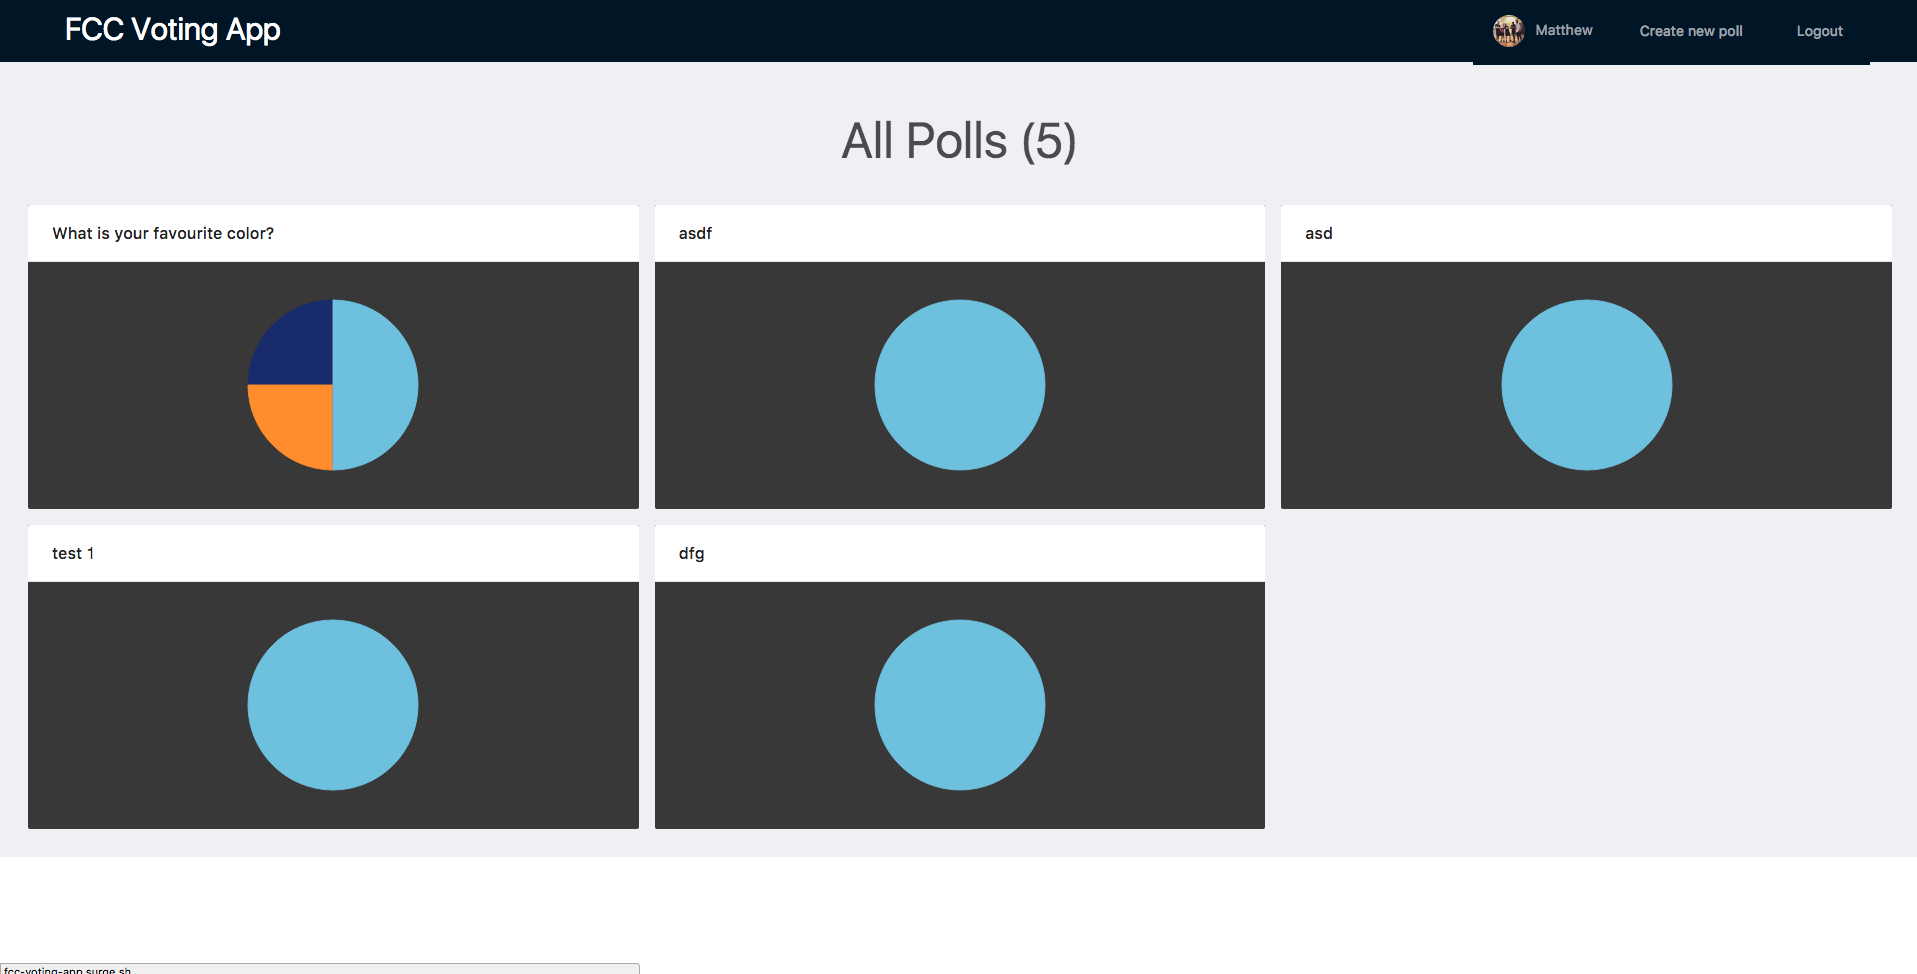 FCC Voting App
Matthew
Create new poll
Logout
All Polls (5)
What is your favourite color?
asdf
asd
test 1
dfg
fcc-voting-app.surge.sh